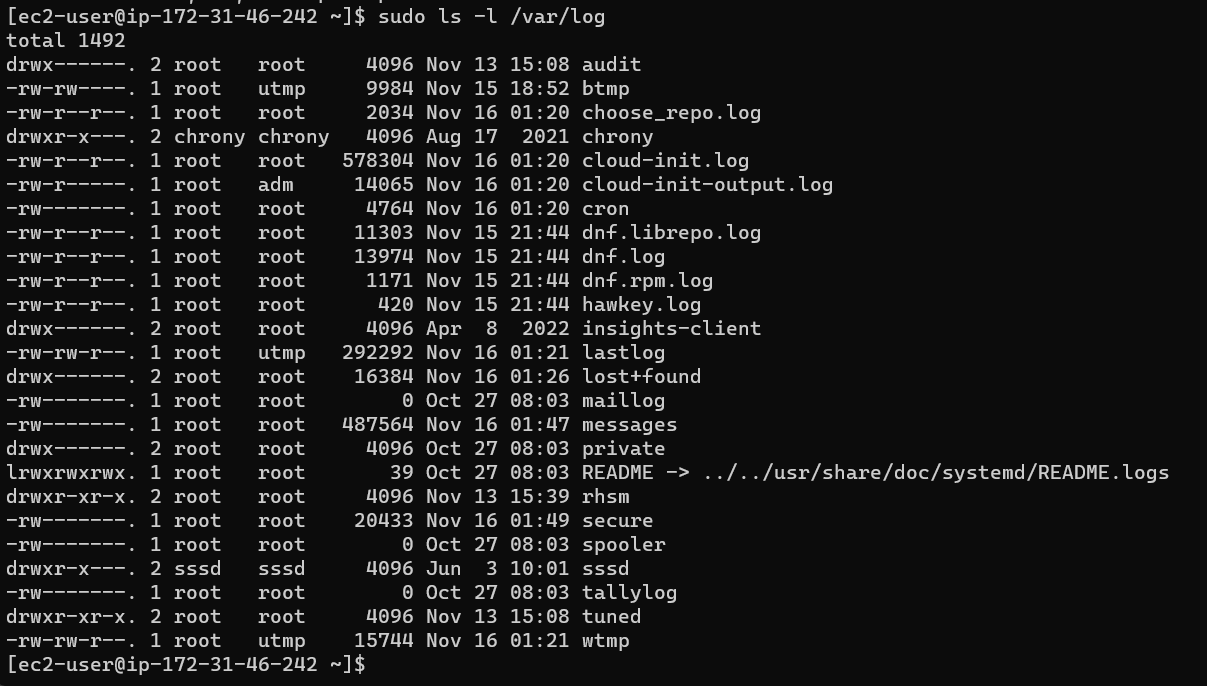 [ec2-user@ip-172-31-46-242 ~]$ sudo ls -l /var/log
total 1492
drwx------. 2 root   root     4096 Nov 13 15:08 audit
-rw-rw----. 1 root   utmp     9984 Nov 15 18:52 btmp
-rw-r--r--. 1 root   root     2034 Nov 16 01:20 choose_repo.log
drwxr-x---. 2 chrony chrony   4096 Aug 17  2021 chrony
-rw-r--r--. 1 root   root   578304 Nov 16 01:20 cloud-init.log
-rw-r-----. 1 root   adm     14065 Nov 16 01:20 cloud-init-output.log
-rw-------. 1 root   root     4764 Nov 16 01:20 cron
-rw-r--r--. 1 root   root    11303 Nov 15 21:44 dnf.librepo.log
-rw-r--r--. 1 root   root    13974 Nov 15 21:44 dnf.log
-rw-r--r--. 1 root   root     1171 Nov 15 21:44 dnf.rpm.log
-rw-r--r--. 1 root   root      420 Nov 15 21:44 hawkey.log
drwx------. 2 root   root     4096 Apr  8  2022 insights-client
-rw-rw-r--. 1 root   utmp   292292 Nov 16 01:21 lastlog
drwx------. 2 root   root    16384 Nov 16 01:26 lost+found
-rw-------. 1 root   root        0 Oct 27 08:03 maillog
-rw-------. 1 root   root   487564 Nov 16 01:47 messages
drwx------. 2 root   root     4096 Oct 27 08:03 private
lrwxrwxrwx. 1 root   root       39 Oct 27 08:03 README -> ../../usr/share/doc/systemd/README.logs
drwxr-xr-x. 2 root   root     4096 Nov 13 15:39 rhsm
-rw-------. 1 root   root    20433 Nov 16 01:49 secure
-rw-------. 1 root   root        0 Oct 27 08:03 spooler
drwxr-x---. 2 sssd   sssd     4096 Jun  3 10:01 sssd
-rw-------. 1 root   root        0 Oct 27 08:03 tallylog
drwxr-xr-x. 2 root   root     4096 Nov 13 15:08 tuned
-rw-rw-r--. 1 root   utmp    15744 Nov 16 01:21 wtmp
[ec2-user@ip-172-31-46-242 ~]$